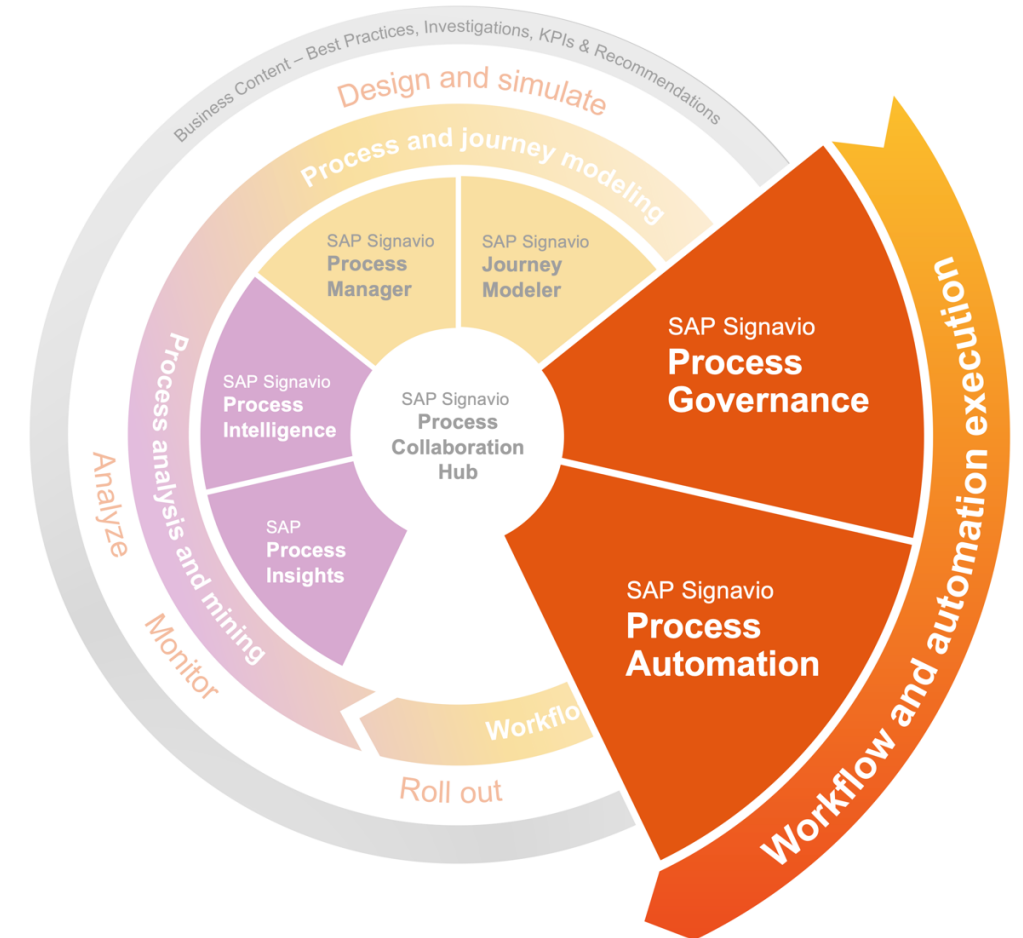 Business Content – Best Practices, Investigations, KPIs & Recommendations
Design and simulate
Process and journey modeling
SAP Signavio
Process
Manager
SAP Signavio
Journey
Modeler
SAP Signavio
Process
Governance
SAP Signavio
Process
Automation
Workflow and automation execution
SAP Signavio
Process
Collaboration
Hub
SAP Signavio
Process
Intelligence
SAP
Process
Insights
Process analysis and mining
Analyze
Monitor
Workflo
Roll out